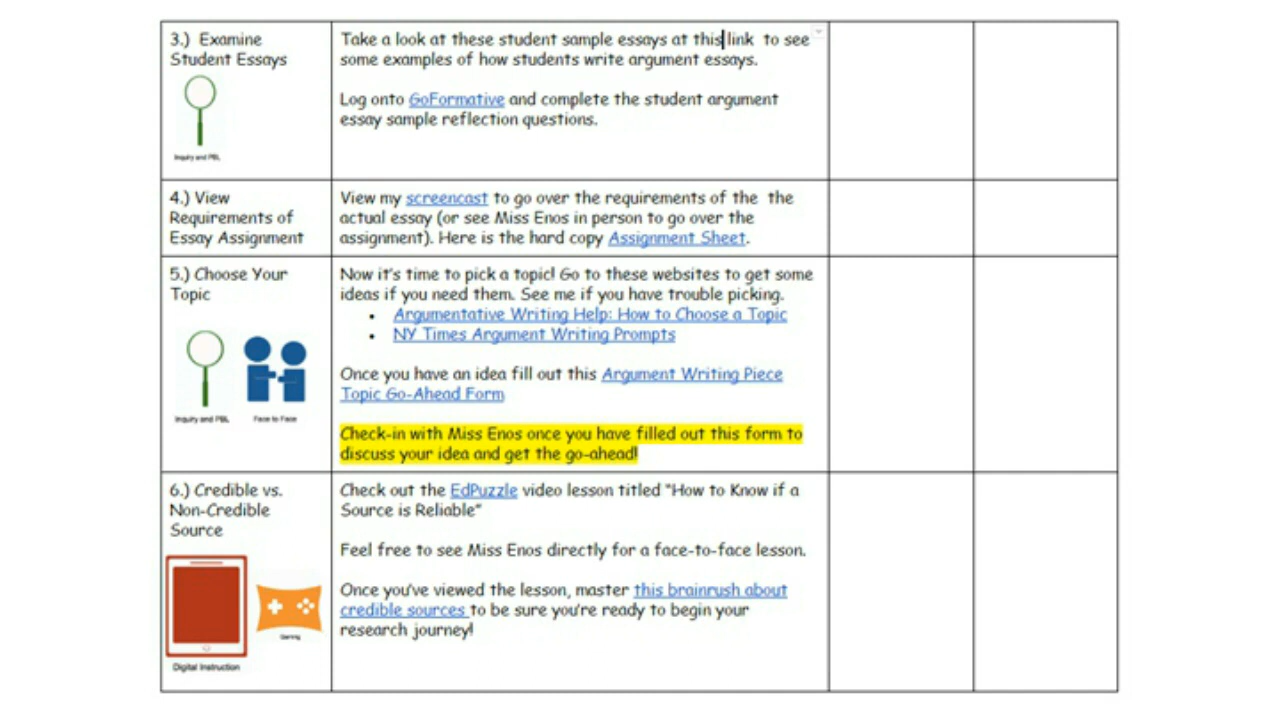 3.) Examine
Student Essays
Inquiry and PBL
Take a look at these student sample essays at this link to see
some examples of how students write argument essays.
Log onto GoFormative and complete the student argument
essay sample reflection questions.
4.) View
Requirements of
Essay Assignment
View my screencast to go over the requirements of the the
actual essay (or see Miss Enos in person to go over the
assignment). Here is the hard copy Assignment Sheet.
5.) Choose Your
Topic
Inquiry and PBL
Face to Face
Now it's time to pick a topic! Go to these websites to get some
ideas if you need them. See me if you have trouble picking.
• Argumentative Writing Help: How to Choose a Topic
• NY Times Argument Writing Prompts
Once you have an idea fill out this Argument Writing Piece
Topic Go-Ahead Form
Check-in with Miss Enos once you have filled out this form to
discuss your idea and get the go-ahead!
6.) Credible vs.
Non-Credible
Source
Gaming
Digital Instruction
Check out the EdPuzzle video lesson titled "How to Know if a
Source is Reliable"
Feel free to see Miss Enos directly for a face-to-face lesson.
Once you've viewed the lesson, master this brainrush about
credible sources to be sure you're ready to begin your
research journey!